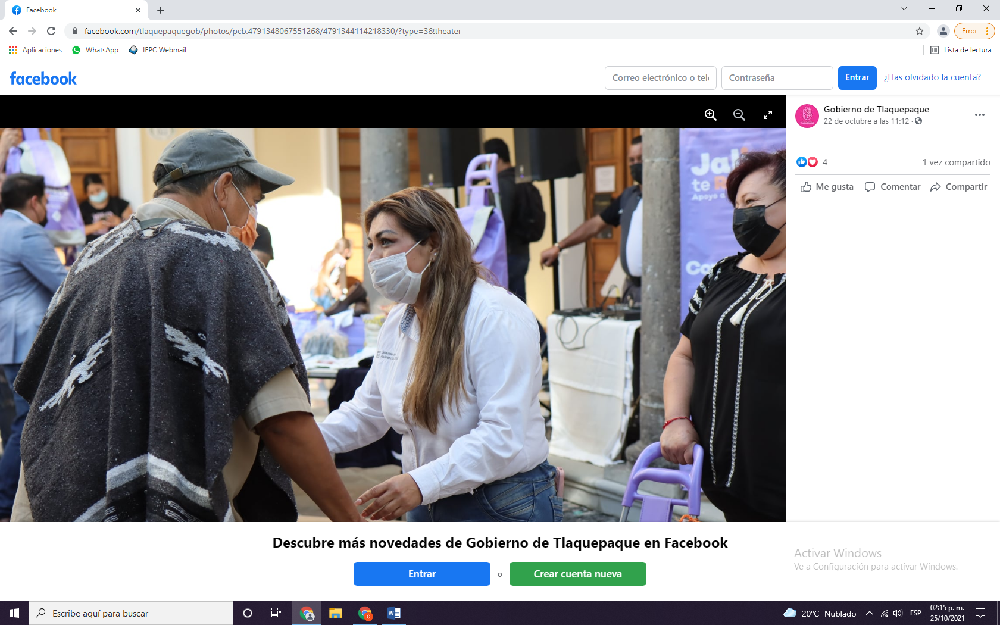 Facebook
facebook.com/tlaquepaquegob/photos/pcb.4791348067551268/4791344114218330/?type=3&theater
Error
Aplicaciones
WhatsApp
IEPC Webmail
Lista de lectura
facebook
Correo electrónico o tel
Contraseña
Entrar
¿Has olvidado la cuenta?
Gobierno de Tlaquepaque
22 de octubre a las 11:12 ·
4
1 vez compartido
Me gusta
Comentar
Compartir
Jali
te R
Apoyo a
Co
Descubre más novedades de Gobierno de Tlaquepaque en Facebook
Entrar
o
Crear cuenta nueva
Activar Windows
Ve a Configuración para activar Windows.
Escribe aquí para buscar
20°C Nublado
ESP
02:15 p. m.
25/10/2021